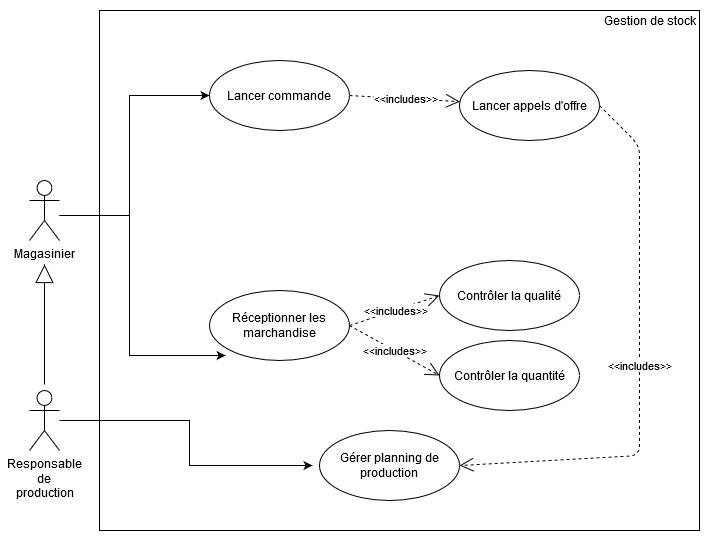 Gestion de stock
Lancer commande
<<includes>>
Lancer appels d'offre
Magasinier
Réceptionner les
marchandise
<<includes>>
Contrôler la qualité
<<includes>>
Contrôler la quantité
<<includes>>
Responsable
de
production
Gérer planning de
production